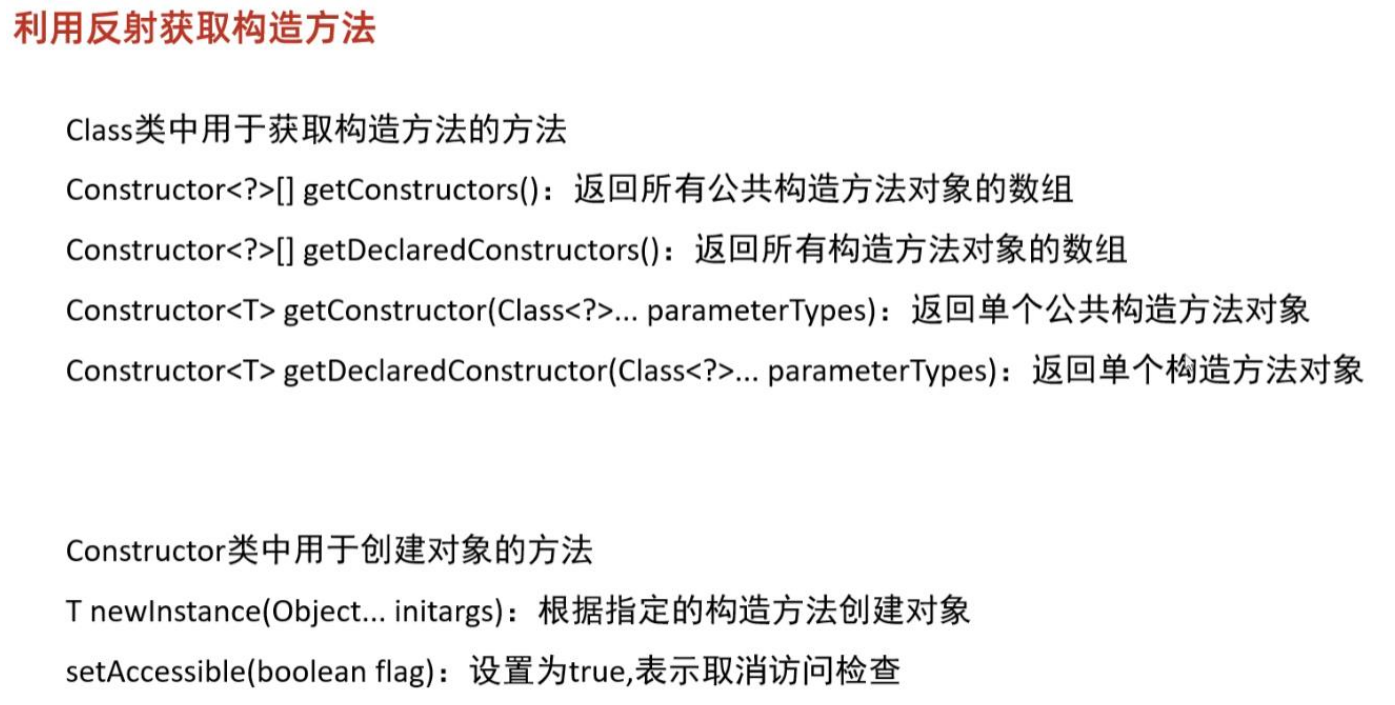 利用反射获取构造方法
Class类中用于获取构造方法的方法
Constructor<?>[] getConstructors()：返回所有公共构造方法对象的数组
Constructor<?>[] getDeclaredConstructors()：返回所有构造方法对象的数组
Constructor<T> getConstructor(Class<?>... parameterTypes)：返回单个公共构造方法对象
Constructor<T> getDeclaredConstructor(Class<?>... parameterTypes)：返回单个构造方法对象
Constructor类中用于创建对象的方法
T newInstance(Object... initargs)：根据指定的构造方法创建对象
setAccessible(boolean flag)：设置为true,表示取消访问检查